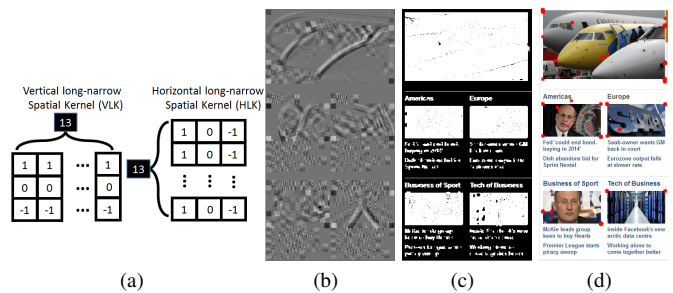 Vertical long-narrow
Spatial Kernel (VLK)
13
1 1 ••• 1
0 0 0
-1 -1 ••• -1
Horizontal long-narrow
Spatial Kernel (HLK)
13
1 0 -1
1 0 -1
1 0 -1
Americas Europe
Business of Sport Tech of Business
Americas Europe
Fed 'could end bond-
buying in 2014'
Dish abandons bid for
Sprint Nextel
Saab-owner wants GM
back in court
Eurozone output falls
at slower rate
Business of Sport Tech of Business
McKie leads group
keen to buy Hearts
Premier League starts
piracy swoop
Inside Facebook's new
arctic data centre
Working alone to
come together better
(a) (b) (c) (d)